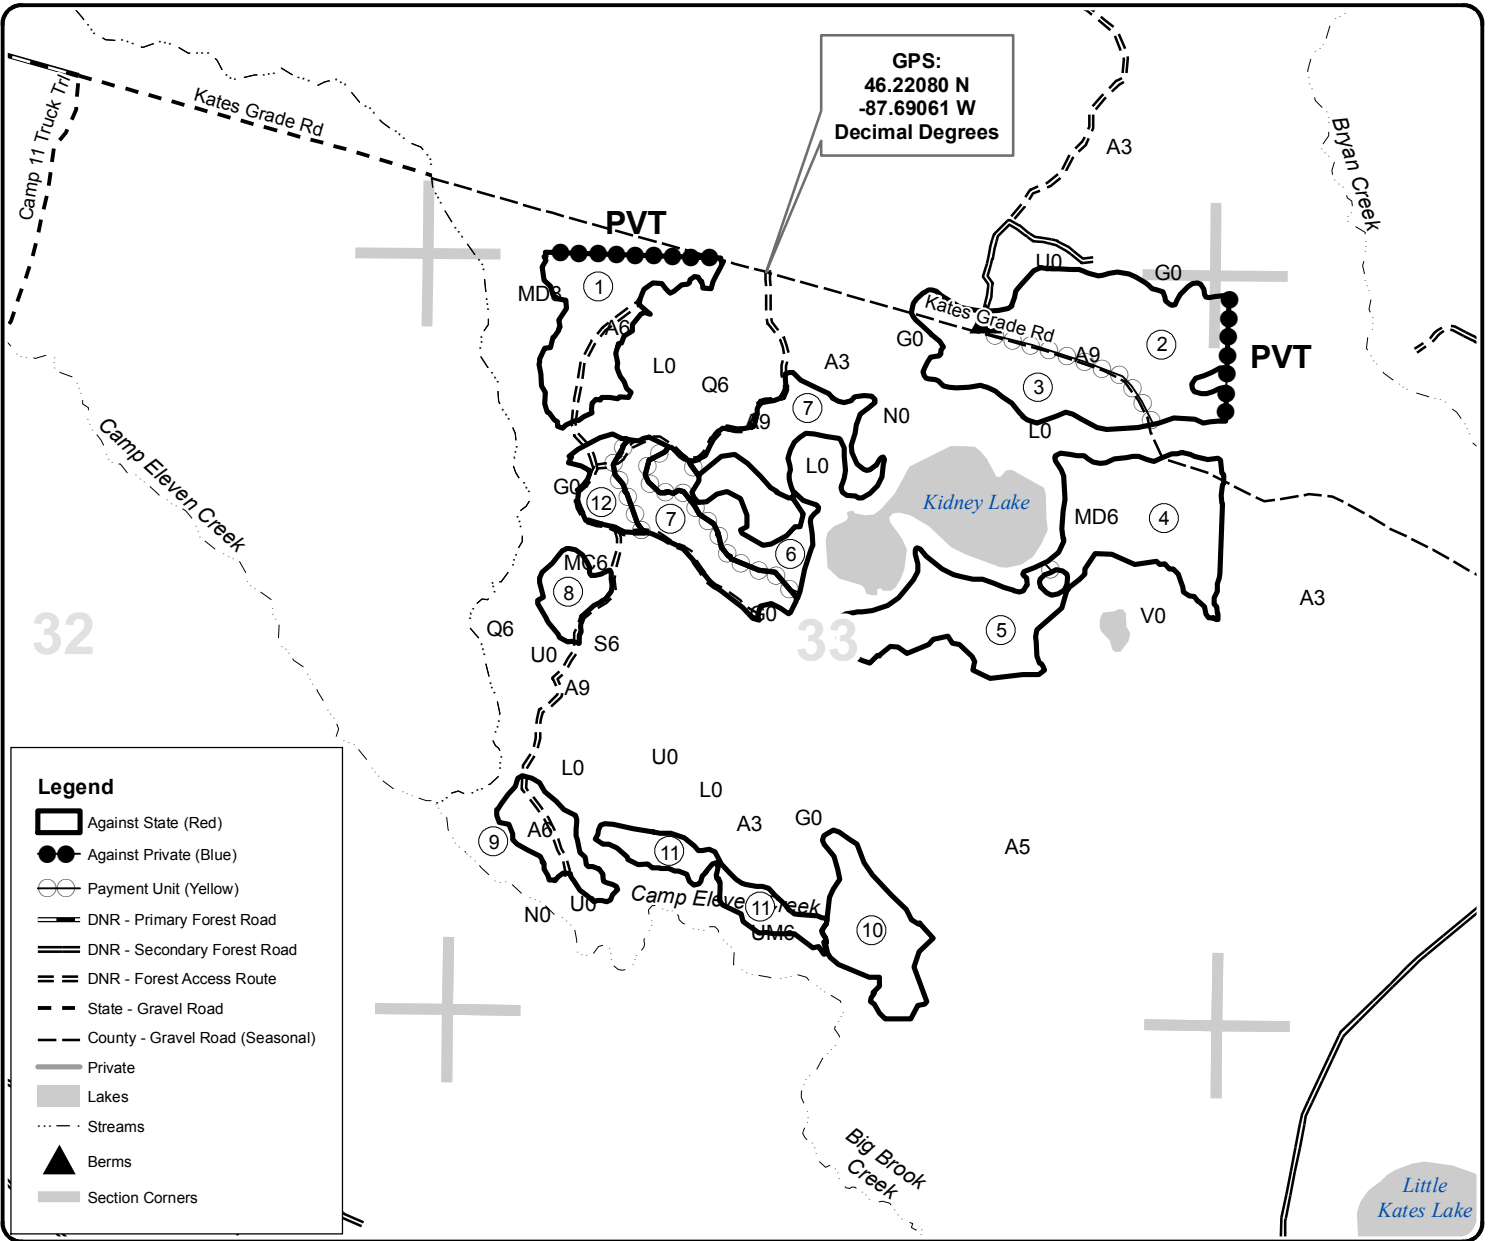 GPS:
46.22080 N
-87.69061 W
Decimal Degrees
Camp 11 Truck Trl
Kates Grade Rd
A3
Bryan Creek
PVT
U0
G0
1
MD3
A6
Kates Grade Rd
G0
A9
2
PVT
3
L0
Q6
A3
7
A9
N0
L0
L0
Camp Eleven Creek
G0
12
7
6
Kidney Lake
MD6
4
MC6
8
A3
32
Q6
U0
S6
G0
33
5
V0
A9
L0
U0
L0
A3
G0
A5
9
A6
11
N0
U0
Camp Eleven Creek
11
UM6
10
Big Brook
Creek
Little
Kates Lake
Legend
Against State (Red)
Against Private (Blue)
Payment Unit (Yellow)
DNR - Primary Forest Road
DNR - Secondary Forest Road
DNR - Forest Access Route
State - Gravel Road
County - Gravel Road (Seasonal)
Private
Lakes
Streams
Berms
Section Corners